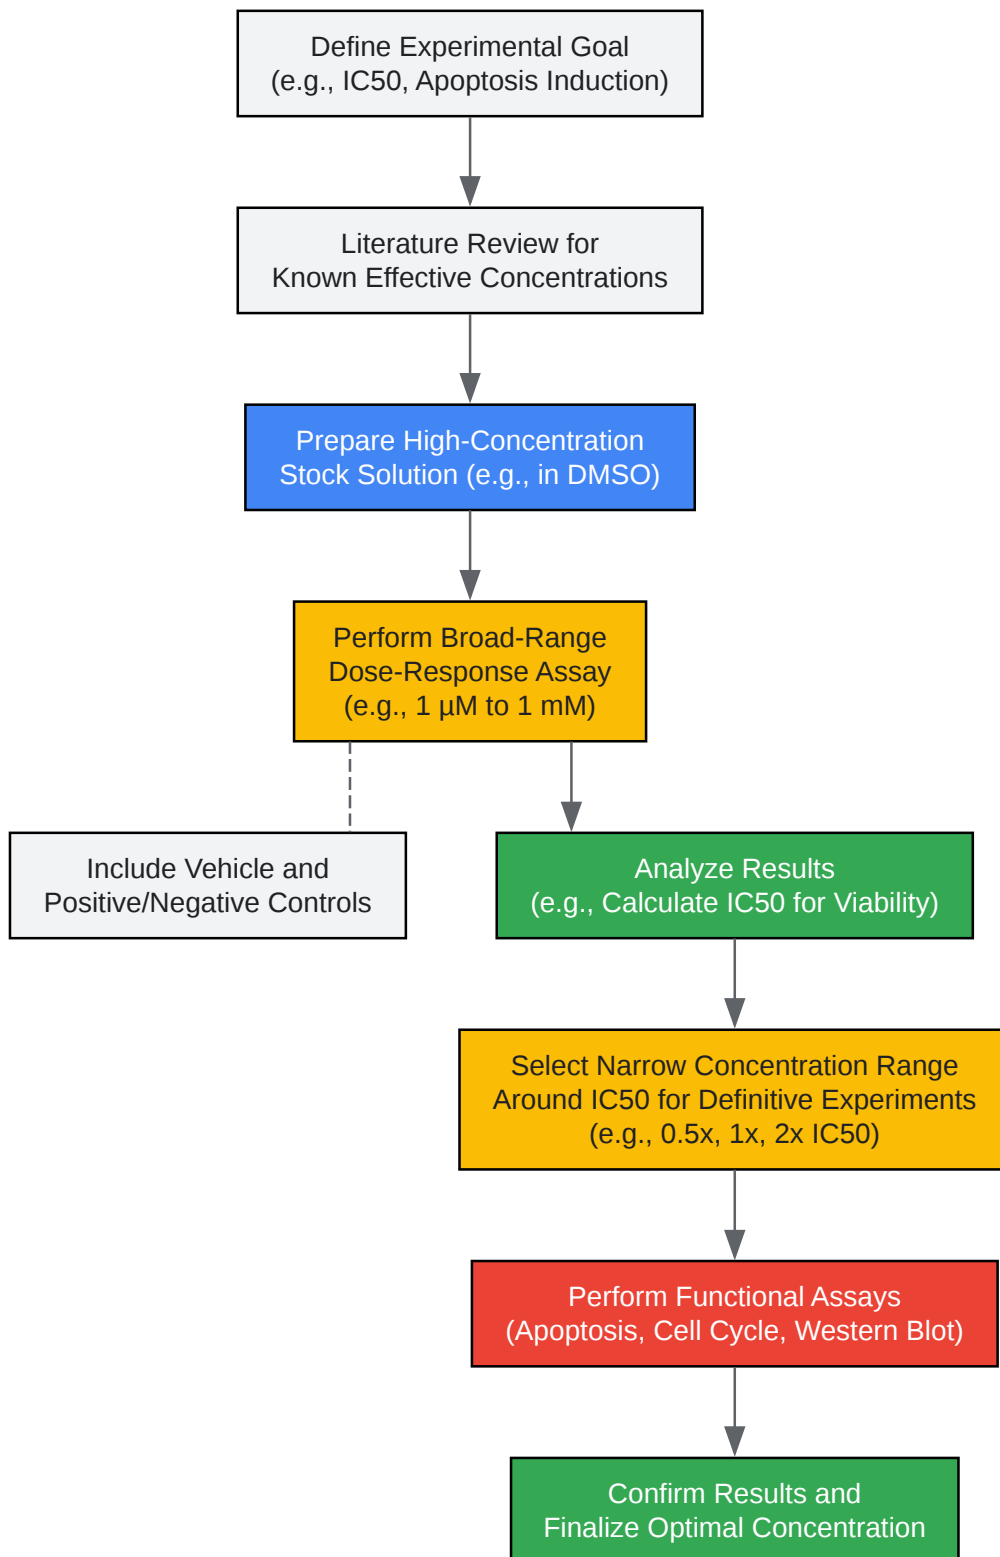 Define Experimental Goal
(e.g., IC50, Apoptosis Induction)
Literature Review for
Known Effective Concentrations
Prepare High-Concentration
Stock Solution (e.g., in DMSO)
Perform Broad-Range
Dose-Response Assay
(e.g., 1 µM to 1 mM)
Include Vehicle and
Positive/Negative Controls
Analyze Results
(e.g., Calculate IC50 for Viability)
Select Narrow Concentration Range
Around IC50 for Definitive Experiments
(e.g., 0.5x, 1x, 2x IC50)
Perform Functional Assays
(Apoptosis, Cell Cycle, Western Blot)
Confirm Results and
Finalize Optimal Concentration